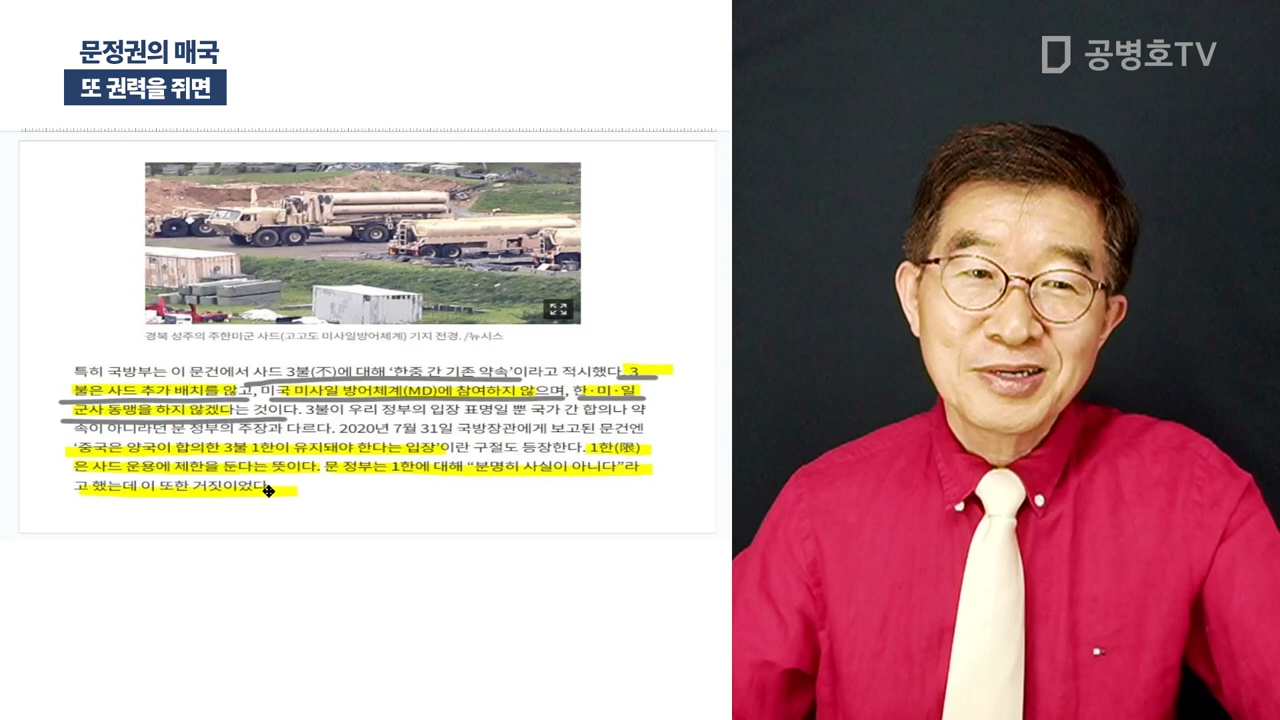 문정권의 매국
또 권력을 쥐면
공병호TV
경북 성주의 주한미군 사드(고고도 미사일방어체계) 기지 전경. /뉴시스
특히 국방부는 이 문건에서 사드 3불(不)에 대해 ‘한중 간 기존 약속’이라고 적시했다. 3
불은 사드 추가 배치를 않고, 미국 미사일 방어체계(MD)에 참여하지 않으며, 한·미·일
군사 동맹을 하지 않겠다는 것이다. 3불이 우리 정부의 입장 표명일 뿐 국가 간 합의나 약
속이 아니라던 문 정부의 주장과 다르다. 2020년 7월 31일 국방장관에게 보고된 문건엔
‘중국은 양국이 합의한 3불 1한이 유지돼야 한다는 입장’이란 구절도 등장한다. 1한(限)
은 사드 운용에 제한을 둔다는 뜻이다. 문 정부는 1한에 대해 “분명히 사실이 아니다”라
고 했는데 이 또한 거짓이었다.